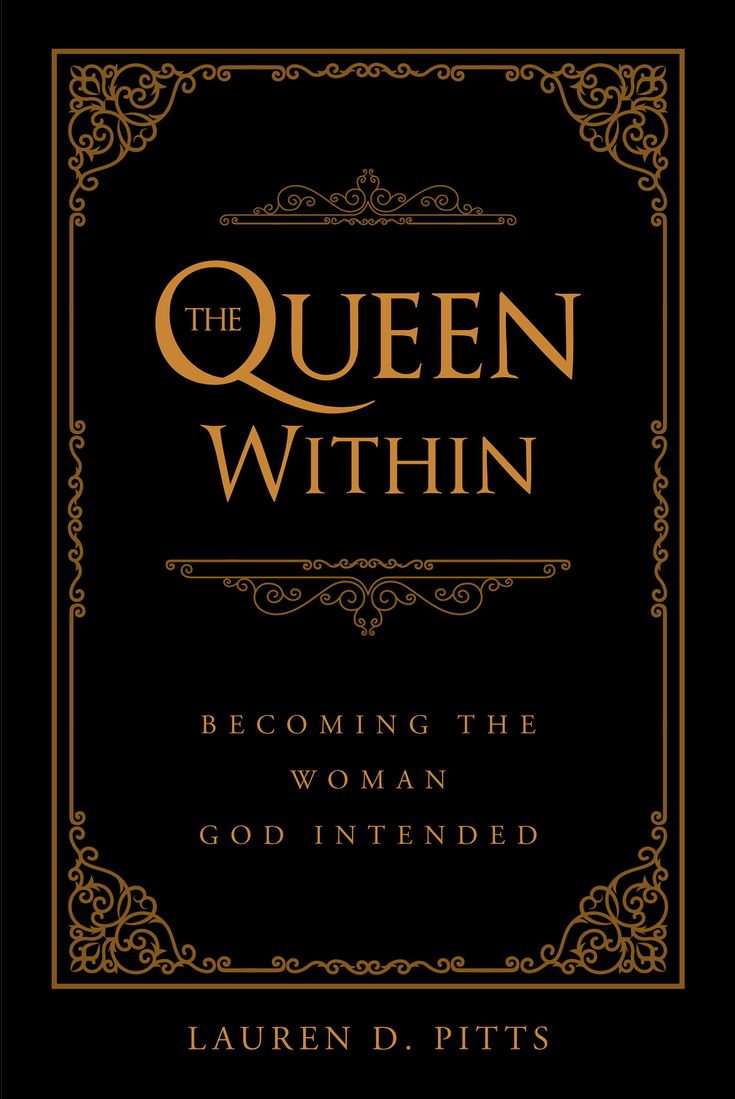 THE QUEEN
WITHIN
BECOMING THE
WOMAN
GOD INTENDED
LAUREN D. PITTS